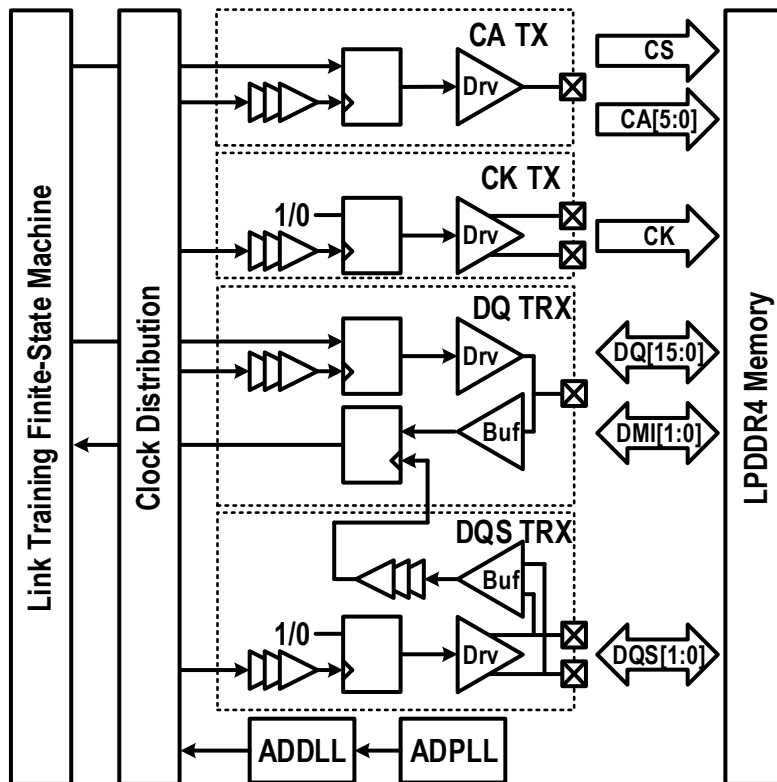 Link Training Finite-State Machine
Clock Distribution
CA TX
Drv
CS
CA[5:0]
CK TX
1/0
Drv
CK
DQ TRX
Drv
Buf
DQ[15:0]
DMI[1:0]
DQS TRX
Buf
1/0
Drv
DQS[1:0]
ADDLL
ADPLL
LPDDR4 Memory